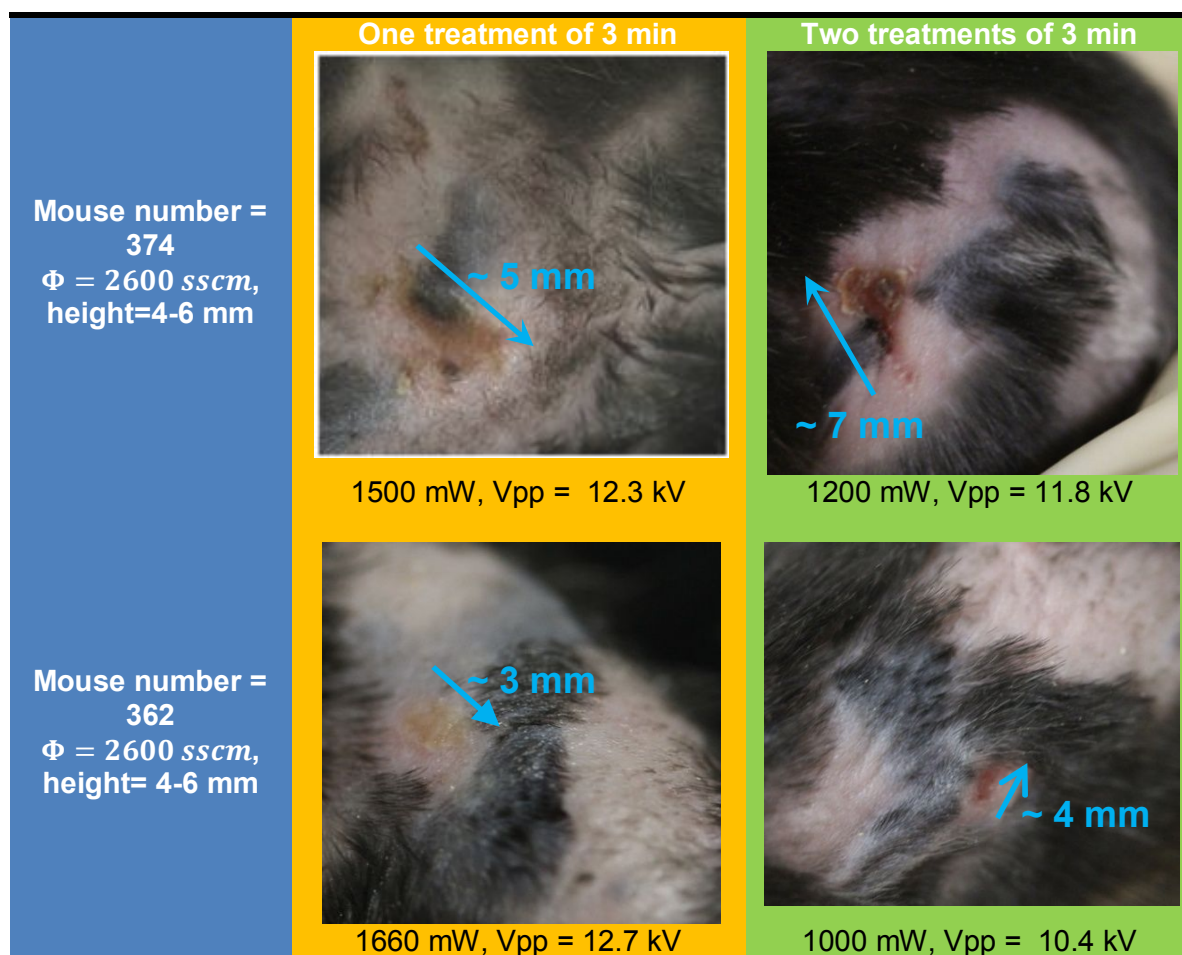 One treatment of 3 min
Two treatments of 3 min
Mouse number =
374
Φ = 2600 sscm,
height=4-6 mm
~ 5 mm
~ 7 mm
1500 mW, Vpp = 12.3 kV
1200 mW, Vpp = 11.8 kV
Mouse number =
362
Φ = 2600 sscm,
height= 4-6 mm
~ 3 mm
~ 4 mm
1660 mW, Vpp = 12.7 kV
1000 mW, Vpp = 10.4 kV